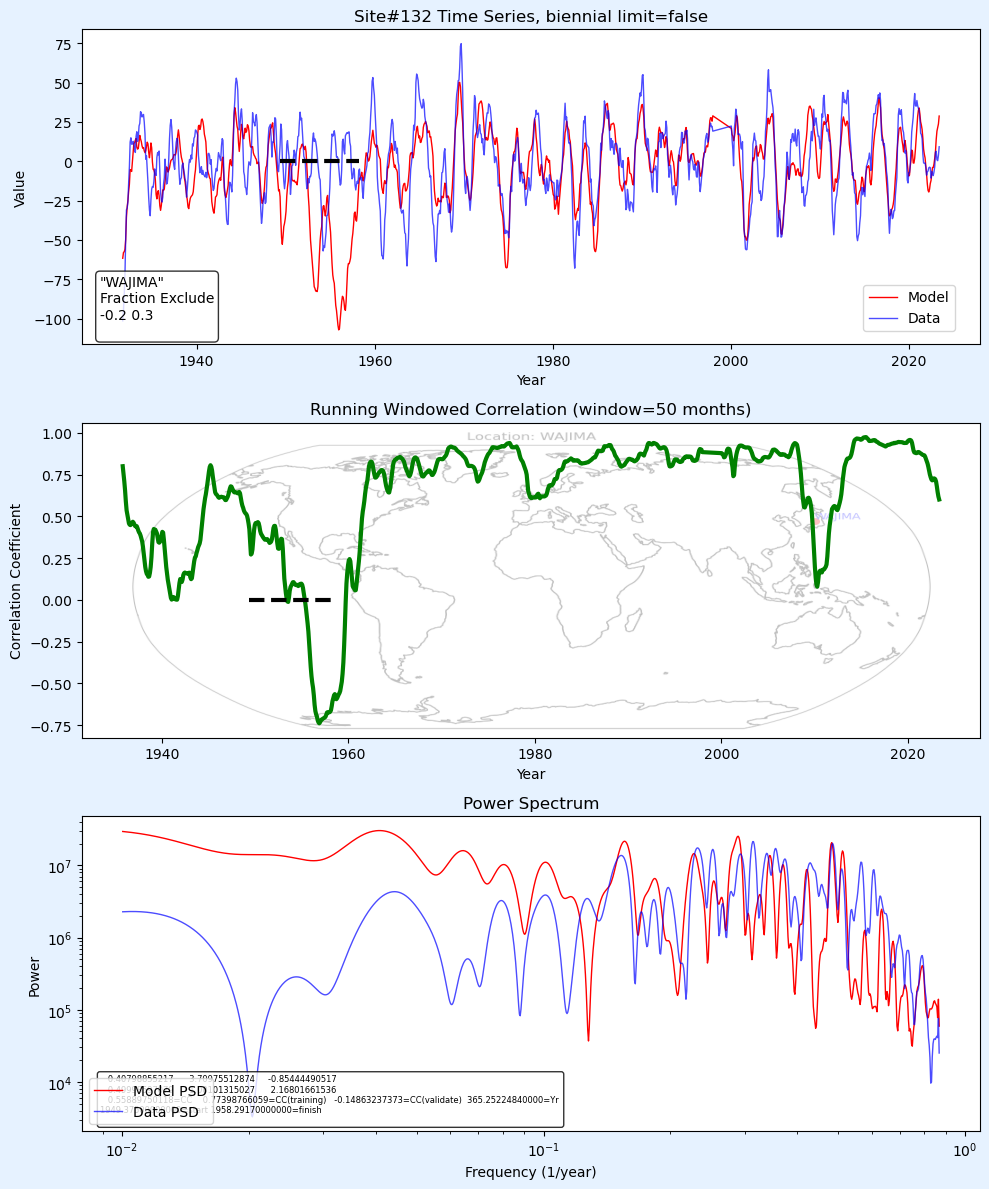 Site#132 Time Series, biennial limit=false
75
50
25
0
−25
−50
−75
−100
Value
"WAJIMA"
Fraction Exclude
-0.2 0.3
Model
Data
1940
1960
1980
2000
2020
Year
Running Windowed Correlation (window=50 months)
Location: WAJIMA
WAJIMA
1.00
0.75
0.50
0.25
0.00
−0.25
−0.50
−0.75
Correlation Coefficient
1940
1960
1980
2000
2020
Year
Power Spectrum
10⁷
10⁶
10⁵
10⁴
Power
-0.85444490517
2.16801661536
0.77398766059=CC(training) -0.14863237373=CC(validate) 365.25224840000=Yr
1958.29170000000=finish
Model PSD
Data PSD
10⁻²
10⁻¹
10⁰
Frequency (1/year)